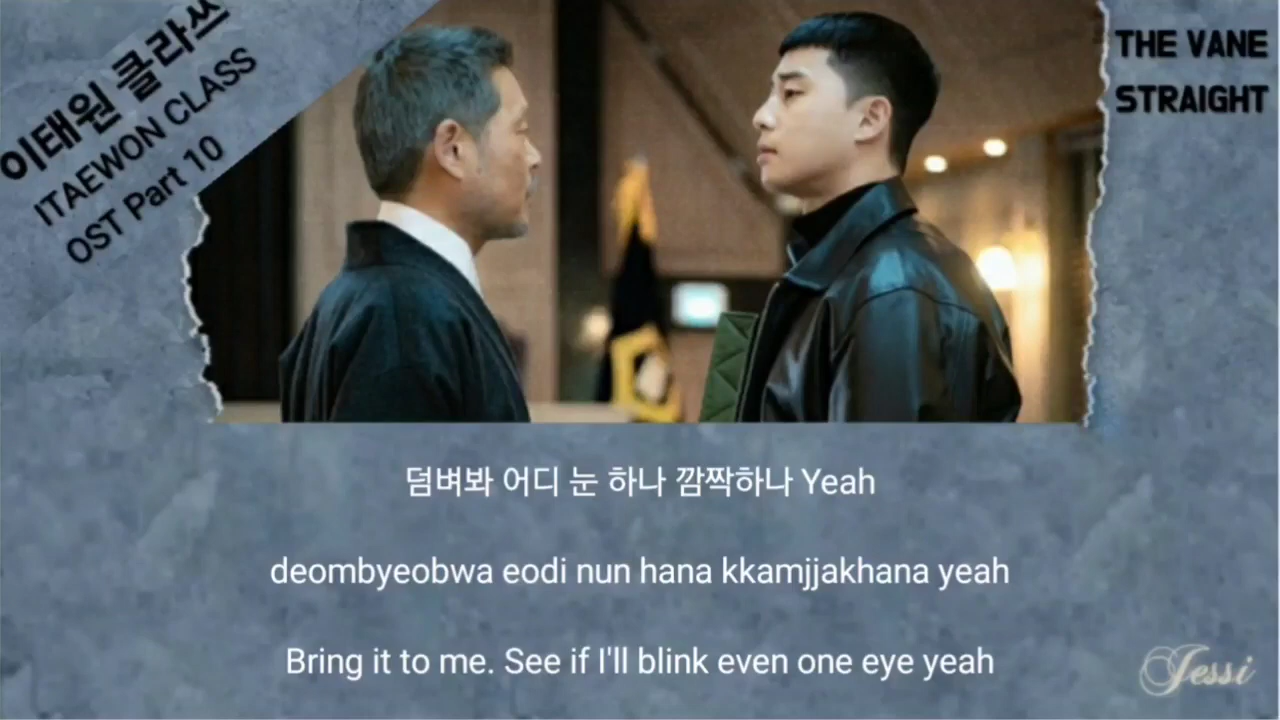 이태원 클라쓰
ITAEWON CLASS
OST Part 10
THE VANE
STRAIGHT
덤벼봐 어디 눈 하나 깜짝하나 Yeah
deombyeobwa eodi nun hana kkamjjakhana yeah
Bring it to me. See if I'll blink even one eye yeah
Jessi